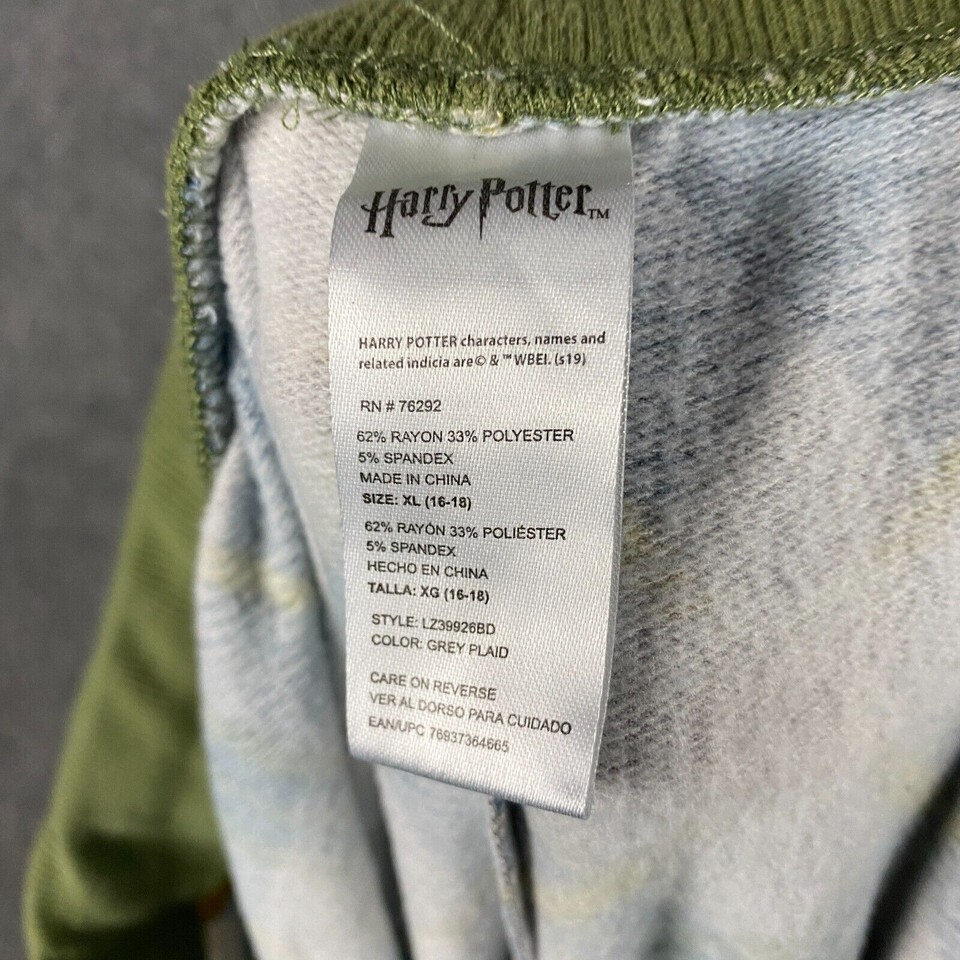 Harry Potter™
HARRY POTTER characters, names and
related indicia are © & ™ WBEI. (s19)
RN # 76292
62% RAYON 33% POLYESTER
5% SPANDEX
MADE IN CHINA
SIZE: XL (16-18)
62% RAYÓN 33% POLIÉSTER
5% SPANDEX
HECHO EN CHINA
TALLA: XG (16-18)
STYLE: LZ39926BD
COLOR: GREY PLAID
CARE ON REVERSE
VER AL DORSO PARA CUIDADO
EAN/UPC 76937364665